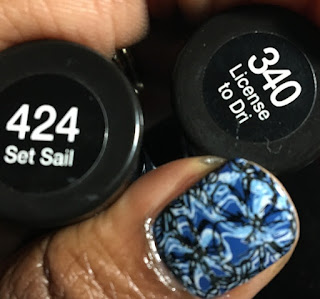 424
Set Sail
340
License
to Dri